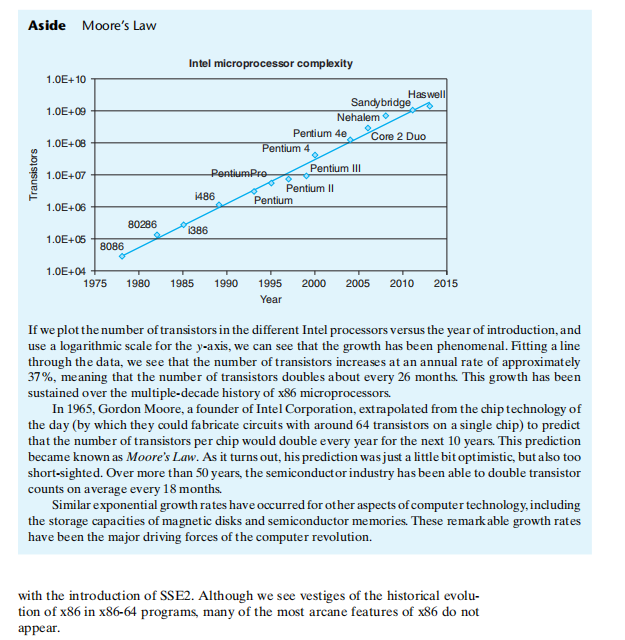 Aside Moore's Law
Intel microprocessor complexity
1.0E+10
1.0E+09
1.0E+08
1.0E+07
1.0E+06
1.0E+05
1.0E+04
Transistors
Haswell
Sandybridge
Nehalem
Pentium 4e
Core 2 Duo
Pentium 4
Pentium III
PentiumPro
Pentium II
i486
Pentium
80286
i386
8086
1975 1980 1985 1990 1995 2000 2005 2010 2015
Year
If we plot the number of transistors in the different Intel processors versus the year of introduction, and
use a logarithmic scale for the y-axis, we can see that the growth has been phenomenal. Fitting a line
through the data, we see that the number of transistors increases at an annual rate of approximately
37%, meaning that the number of transistors doubles about every 26 months. This growth has been
sustained over the multiple-decade history of x86 microprocessors.
In 1965, Gordon Moore, a founder of Intel Corporation, extrapolated from the chip technology of
the day (by which they could fabricate circuits with around 64 transistors on a single chip) to predict
that the number of transistors per chip would double every year for the next 10 years. This prediction
became known as Moore's Law. As it turns out, his prediction was just a little bit optimistic, but also too
short-sighted. Over more than 50 years, the semiconductor industry has been able to double transistor
counts on average every 18 months.
Similar exponential growth rates have occurred for other aspects of computer technology, including
the storage capacities of magnetic disks and semiconductor memories. These remarkable growth rates
have been the major driving forces of the computer revolution.
with the introduction of SSE2. Although we see vestiges of the historical evolu-
tion of x86 in x86-64 programs, many of the most arcane features of x86 do not
appear.